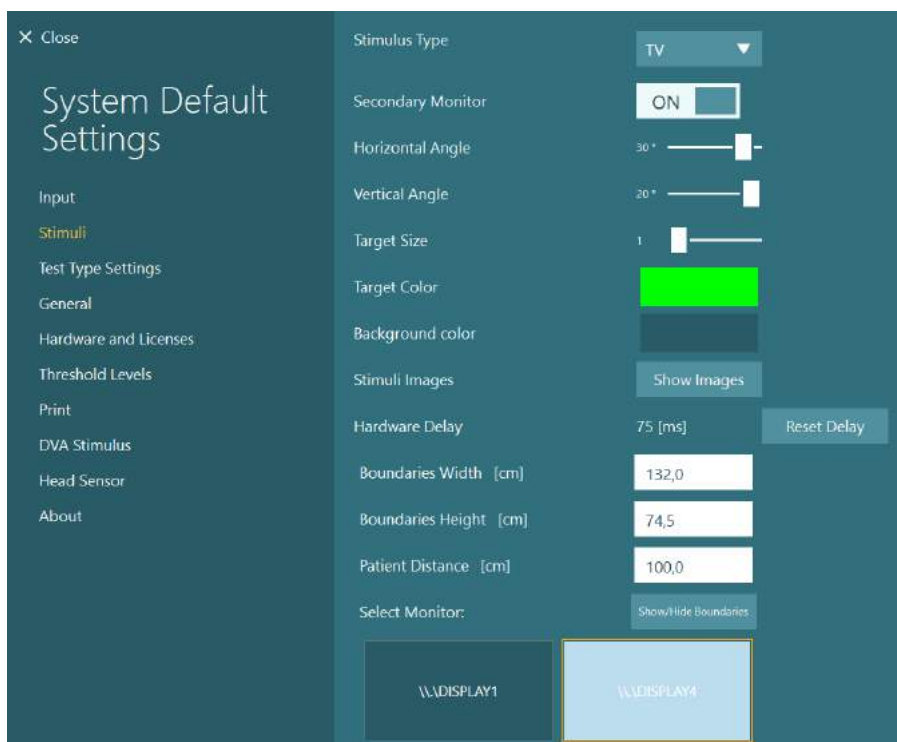 Close
System Default
Settings
Input
Stimuli
Test Type Settings
General
Hardware and Licenses
Threshold Levels
Print
DVA Stimulus
Head Sensor
About
Stimulus Type
TV
Secondary Monitor
ON
Horizontal Angle
30 °
Vertical Angle
20 °
Target Size
1
Target Color
Background color
Stimuli Images
Show Images
Hardware Delay
75 [ms]
Reset Delay
Boundaries Width [cm]
132,0
Boundaries Height [cm]
74,5
Patient Distance [cm]
100,0
Select Monitor:
Show/Hide Boundaries
\\.\DISPLAY1
\\.\DISPLAY4